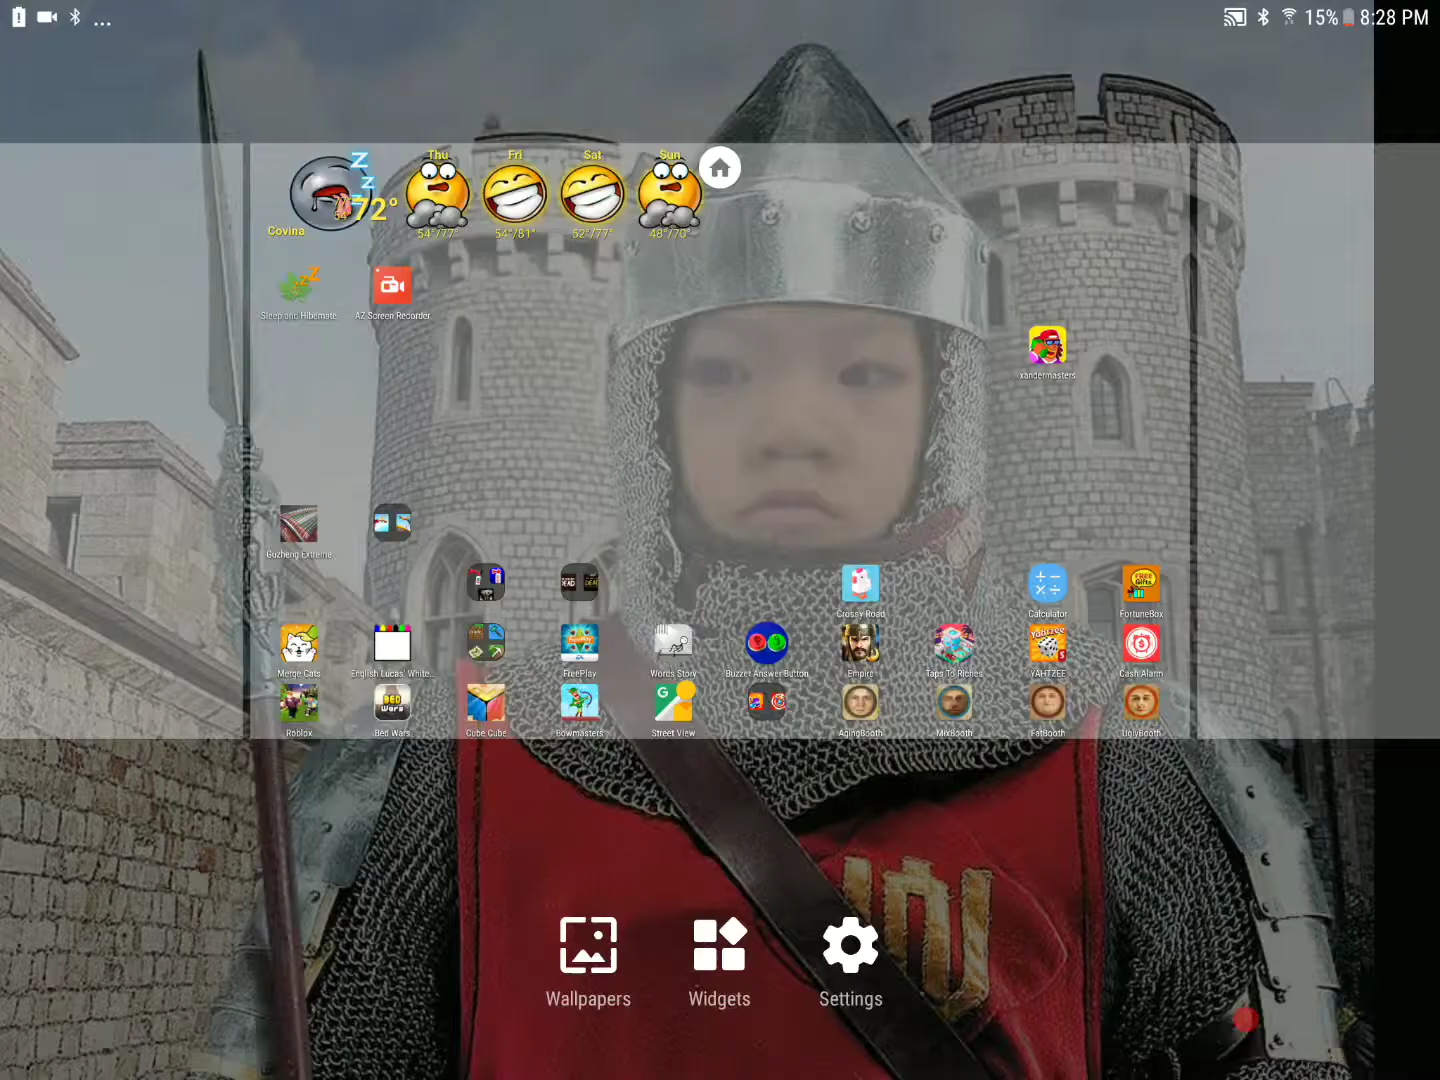 15% 8:28 PM
Thu Fri Sat Sun
72°
Covina 54°/77° 54°/81° 52°/77° 48°/70°
Sleep and Hibernate AZ Screen Recorder
xandermasters
Guzheng Extreme
Crossy Road Calculator FortuneBox
Merge Cats English Lucas' White... FreePlay Words Story Buzzer Answer Button Empire Taps To Riches YAHTZEE Cash Alarm
Roblox Bed Wars Cube Cube Bowmasters Street View AgingBooth MixBooth FatBooth UglyBooth
Wallpapers Widgets Settings